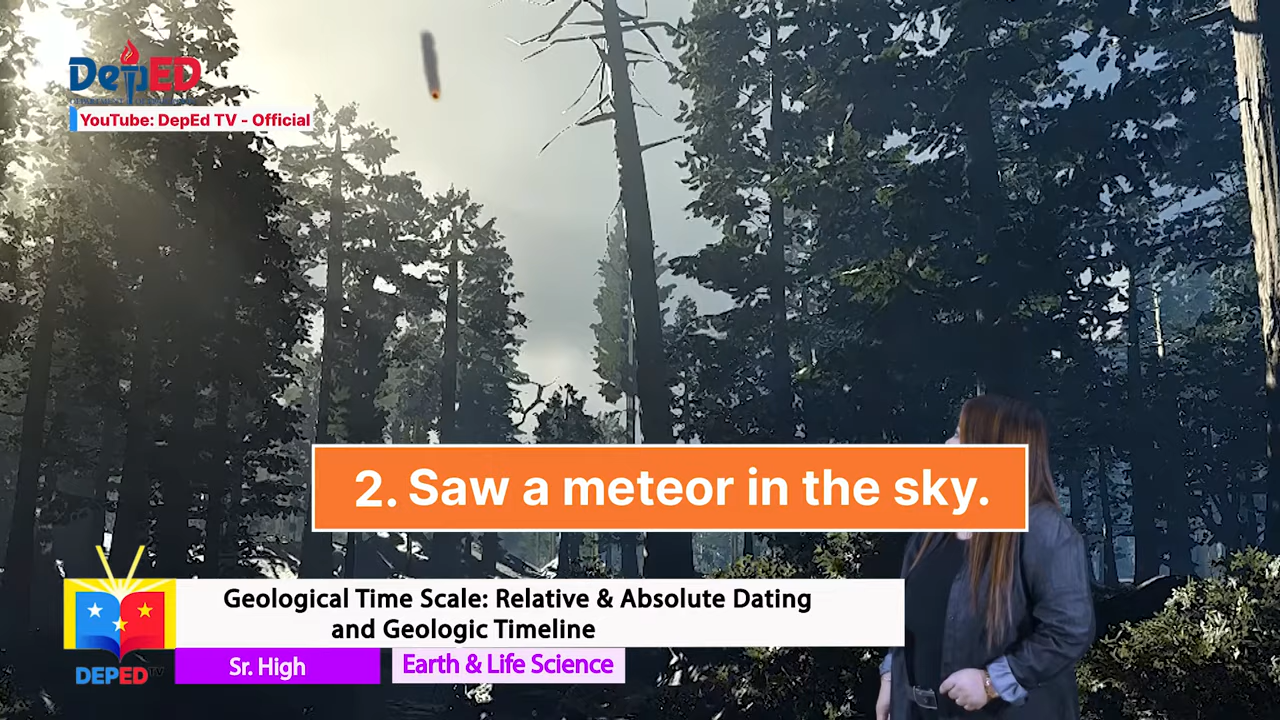 DepED
YouTube: DepEd TV - Official
2. Saw a meteor in the sky.
Geological Time Scale: Relative & Absolute Dating
and Geologic Timeline
Sr. High
Earth & Life Science
DEPED TV